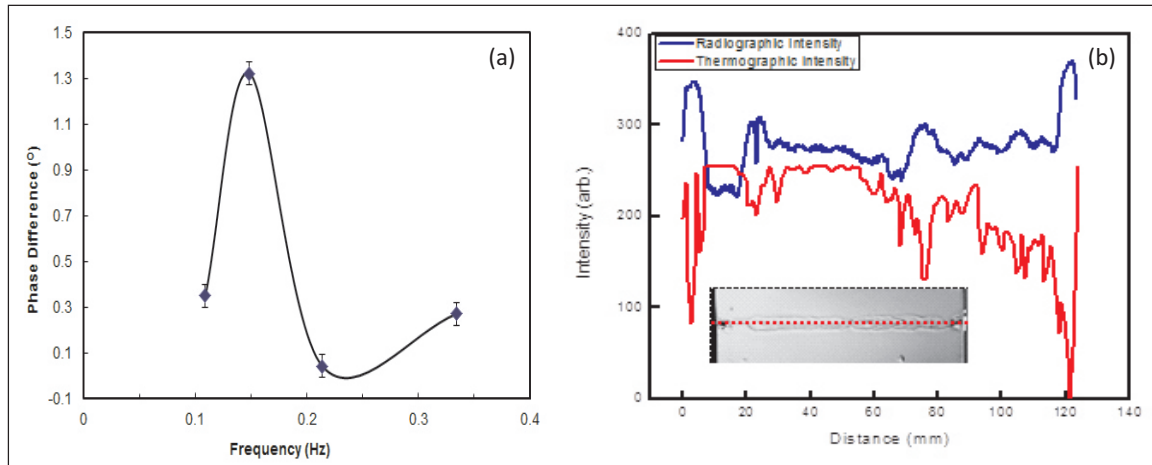 (a)
1.5
1.3
1.1
0.9
0.7
0.5
0.3
0.1
-0.1
Phase Difference (°)
0 0.1 0.2 0.3 0.4
Frequency (Hz)
(b)
Radiographic Intensity
Thermographic Intensity
400
300
200
100
0
Intensity (arb.)
0 20 40 60 80 100 120 140
Distance (mm)